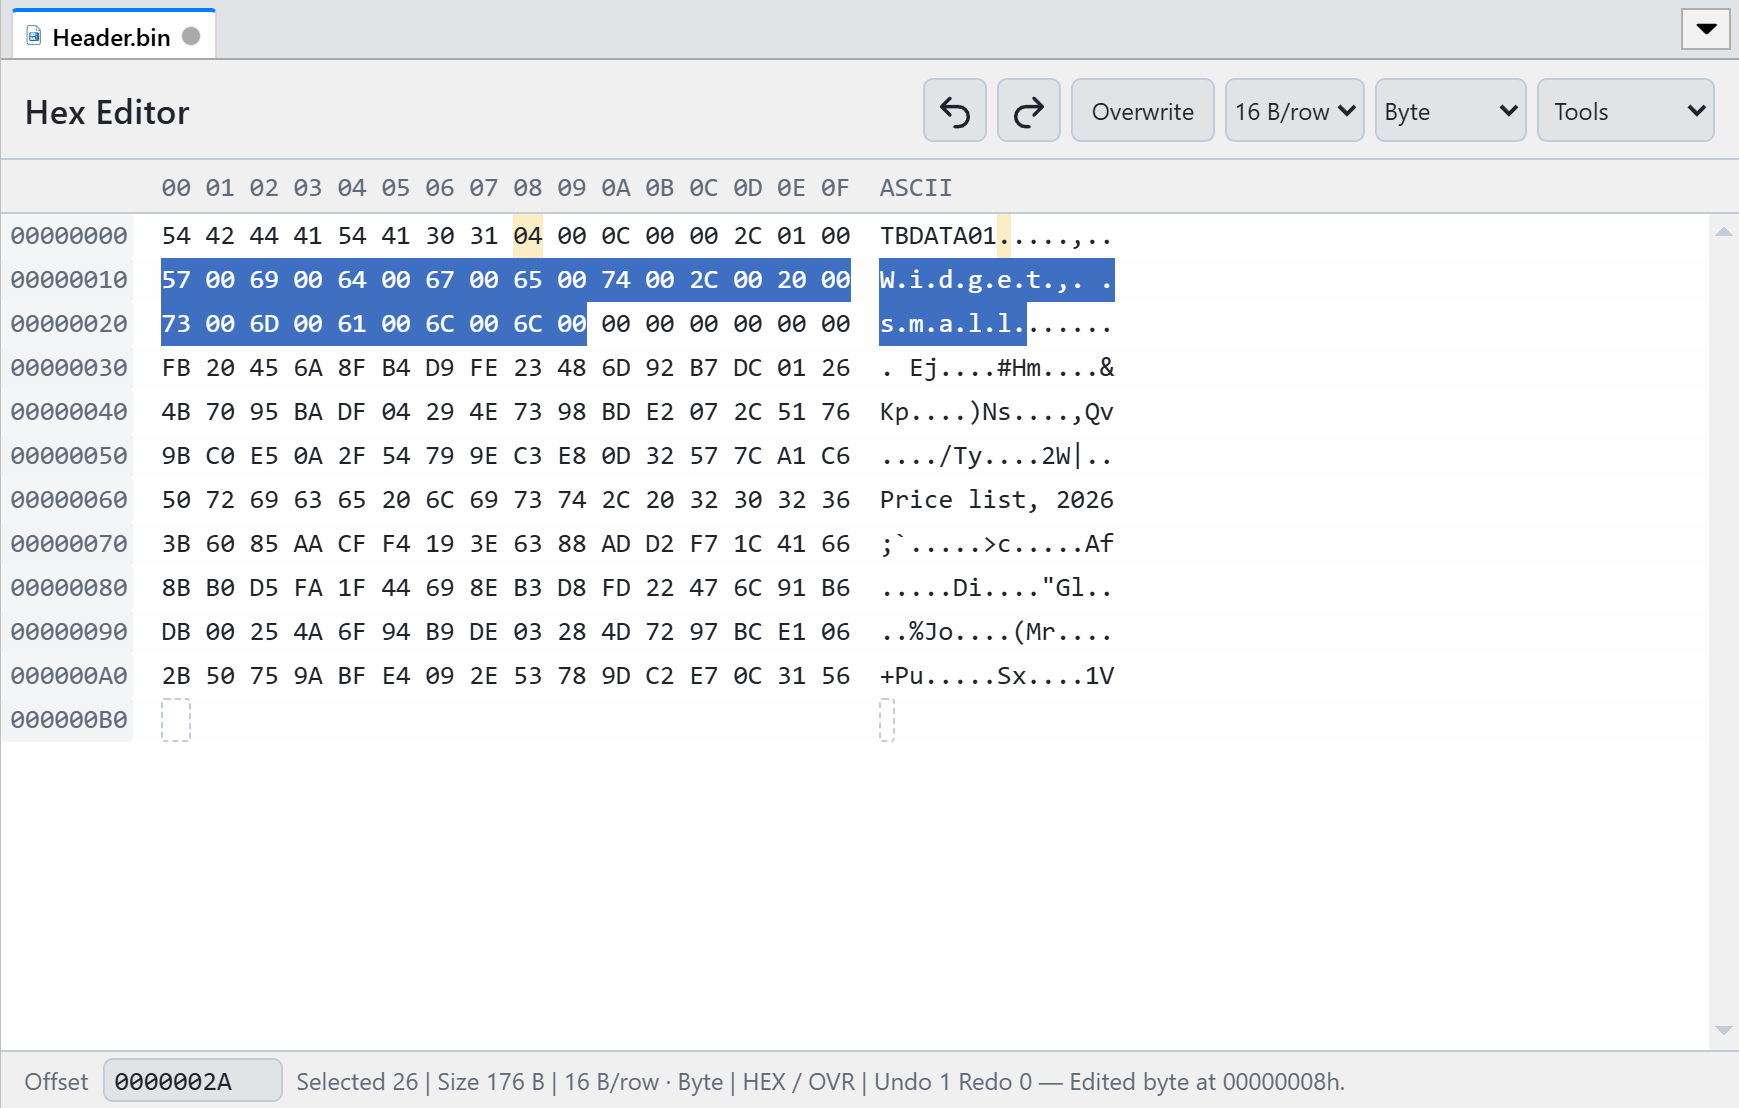 Header.bin
Hex Editor
Overwrite
16 B/row
Byte
Tools
00 01 02 03 04 05 06 07 08 09 0A 0B 0C 0D 0E 0F ASCII
00000000 54 42 44 41 54 41 30 31 04 00 0C 00 00 2C 01 00 TBDATA01.....,..
00000010 57 00 69 00 64 00 67 00 65 00 74 00 2C 00 20 00 W.i.d.g.e.t.,. .
00000020 73 00 6D 00 61 00 6C 00 6C 00 00 00 00 00 00 00 s.m.a.l.l.......
00000030 FB 20 45 6A 8F B4 D9 FE 23 48 6D 92 B7 DC 01 26 . Ej....#Hm....&
00000040 4B 70 95 BA DF 04 29 4E 73 98 BD E2 07 2C 51 76 Kp....)Ns....,Qv
00000050 9B C0 E5 0A 2F 54 79 9E C3 E8 0D 32 57 7C A1 C6 ..../Ty....2W|..
00000060 50 72 69 63 65 20 6C 69 73 74 2C 20 32 30 32 36 Price list, 2026
00000070 3B 60 85 AA CF F4 19 3E 63 88 AD D2 F7 1C 41 66 ;`.....>c.....Af
00000080 8B B0 D5 FA 1F 44 69 8E B3 D8 FD 22 47 6C 91 B6 .....Di...."Gl..
00000090 DB 00 25 4A 6F 94 B9 DE 03 28 4D 72 97 BC E1 06 ..%Jo....(Mr....
000000A0 2B 50 75 9A BF E4 09 2E 53 78 9D C2 E7 0C 31 56 +Pu.....Sx....1V
000000B0
Offset 0000002A Selected 26 | Size 176 B | 16 B/row · Byte | HEX / OVR | Undo 1 Redo 0 — Edited byte at 00000008h.